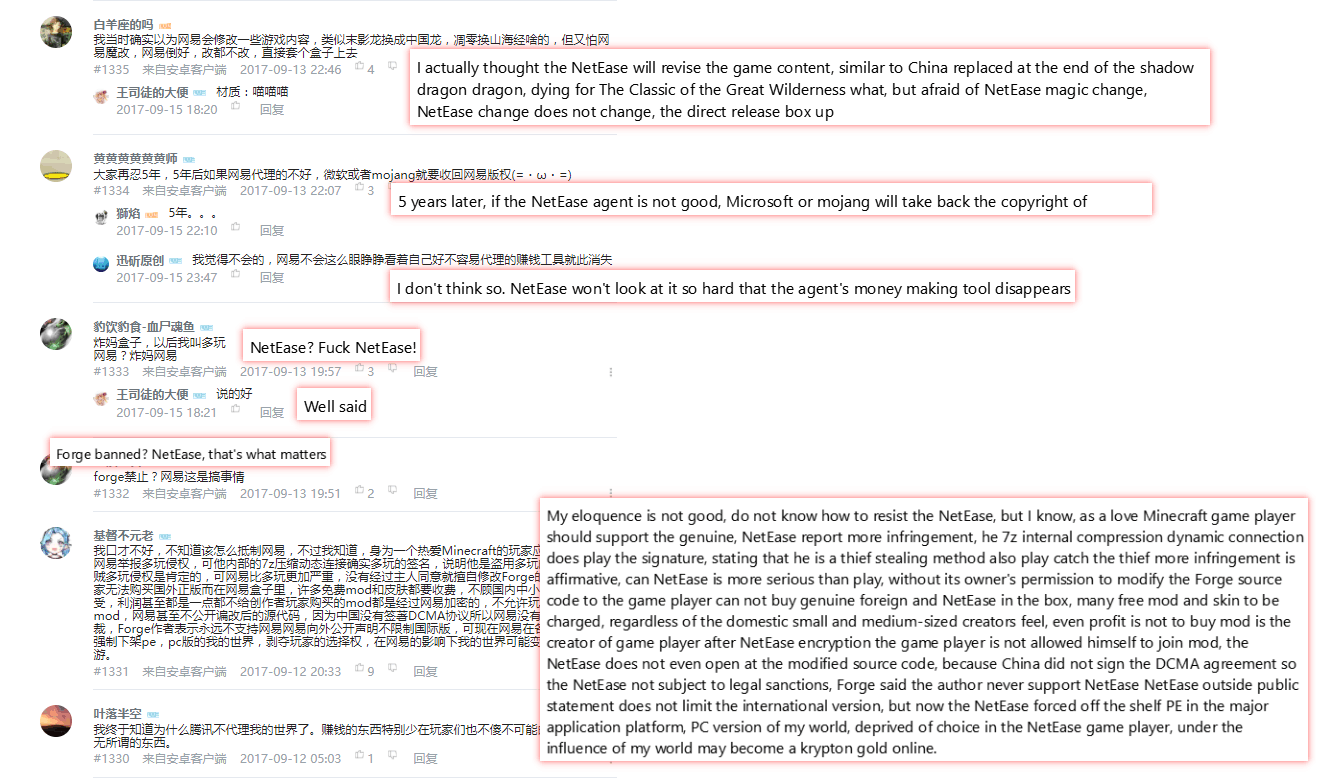 白羊座的吗
我当时确实以为网易会修改一些游戏内容，类似末影龙换成中国龙，凋零换山海经啥的，但又怕网
易魔改，网易倒好，改都不改，直接套个盒子上去
#1335 来自安卓客户端 2017-09-13 22:46 4
I actually thought the NetEase will revise the game content, similar to China replaced at the end of the shadow
dragon dragon, dying for The Classic of the Great Wilderness what, but afraid of NetEase magic change,
NetEase change does not change, the direct release box up
王司徒的大便 材质：喵喵喵
2017-09-15 18:20 回复
黄黄黄黄黄黄师
大家再忍5年，5年后如果网易代理的不好，微软或者mojang就要收回网易版权(=・ω・=)
#1334 来自安卓客户端 2017-09-13 22:07 3
5 years later, if the NetEase agent is not good, Microsoft or mojang will take back the copyright of
狮焰 5年。。。
2017-09-15 22:10 回复
迅斫原创 我觉得不会的，网易不会这么眼睁睁看着自己好不容易代理的赚钱工具就此消失
2017-09-15 23:47 回复
I don't think so. NetEase won't look at it so hard that the agent's money making tool disappears
豹饮豹食-血尸魂鱼
炸妈盒子，以后我叫多玩
网易？炸妈网易
NetEase? Fuck NetEase!
#1333 来自安卓客户端 2017-09-13 19:57 3 回复
王司徒的大便 说的好
2017-09-15 18:21 回复
Well said
Forge banned? NetEase, that's what matters
forge禁止？网易这是搞事情
#1332 来自安卓客户端 2017-09-13 19:51 2 回复
基督不元老
我口才不好，不知道该怎么抵制网易，不过我知道，身为一个热爱Minecraft的玩家应
网易举报多玩侵权，可他内部的7z压缩动态连接确实多玩的签名，说明他是盗用多玩
贼多玩侵权是肯定的，可网易比多玩更加严重，没有经过主人同意就擅自修改Forge的
家无法购买国外正版而在网易盒子里，许多免费mod和皮肤都要收费，不顾国内中小
受，利润甚至都是一点都不给创作者玩家购买的mod都是经过网易加密的，不允许玩
mod，网易甚至不公开骗改后的源代码，因为中国没有签署DCMA协议所以网易没有
裁，Forge作者表示永远不支持网易网易向外公开声明不限制国际版，可现在网易在各
强制下架pe，pc版的我的世界，剥夺玩家的选择权，在网易的影响下我的世界可能变
游。
#1331 来自安卓客户端 2017-09-12 20:33 9 回复
My eloquence is not good, do not know how to resist the NetEase, but I know, as a love Minecraft game player
should support the genuine, NetEase report more infringement, he 7z internal compression dynamic connection
does play the signature, stating that he is a thief stealing method also play catch the thief more infringement is
affirmative, can NetEase is more serious than play, without its owner's permission to modify the Forge source
code to the game player can not buy genuine foreign and NetEase in the box, many free mod and skin to be
charged, regardless of the domestic small and medium-sized creators feel, even profit is not to buy mod is the
creator of game player after NetEase encryption the game player is not allowed himself to join mod, the
NetEase does not even open at the modified source code, because China did not sign the DCMA agreement so
the NetEase not subject to legal sanctions, Forge said the author never support NetEase NetEase outside public
statement does not limit the international version, but now the NetEase forced off the shelf PE in the major
application platform, PC version of my world, deprived of choice in the NetEase game player, under the
influence of my world may become a krypton gold online.
叶落半空
我终于知道为什么腾讯不代理我的世界了。赚钱的东西特别少在玩家们也不傻不可能
无所谓的东西。
#1330 来自安卓客户端 2017-09-12 05:03 1 回复